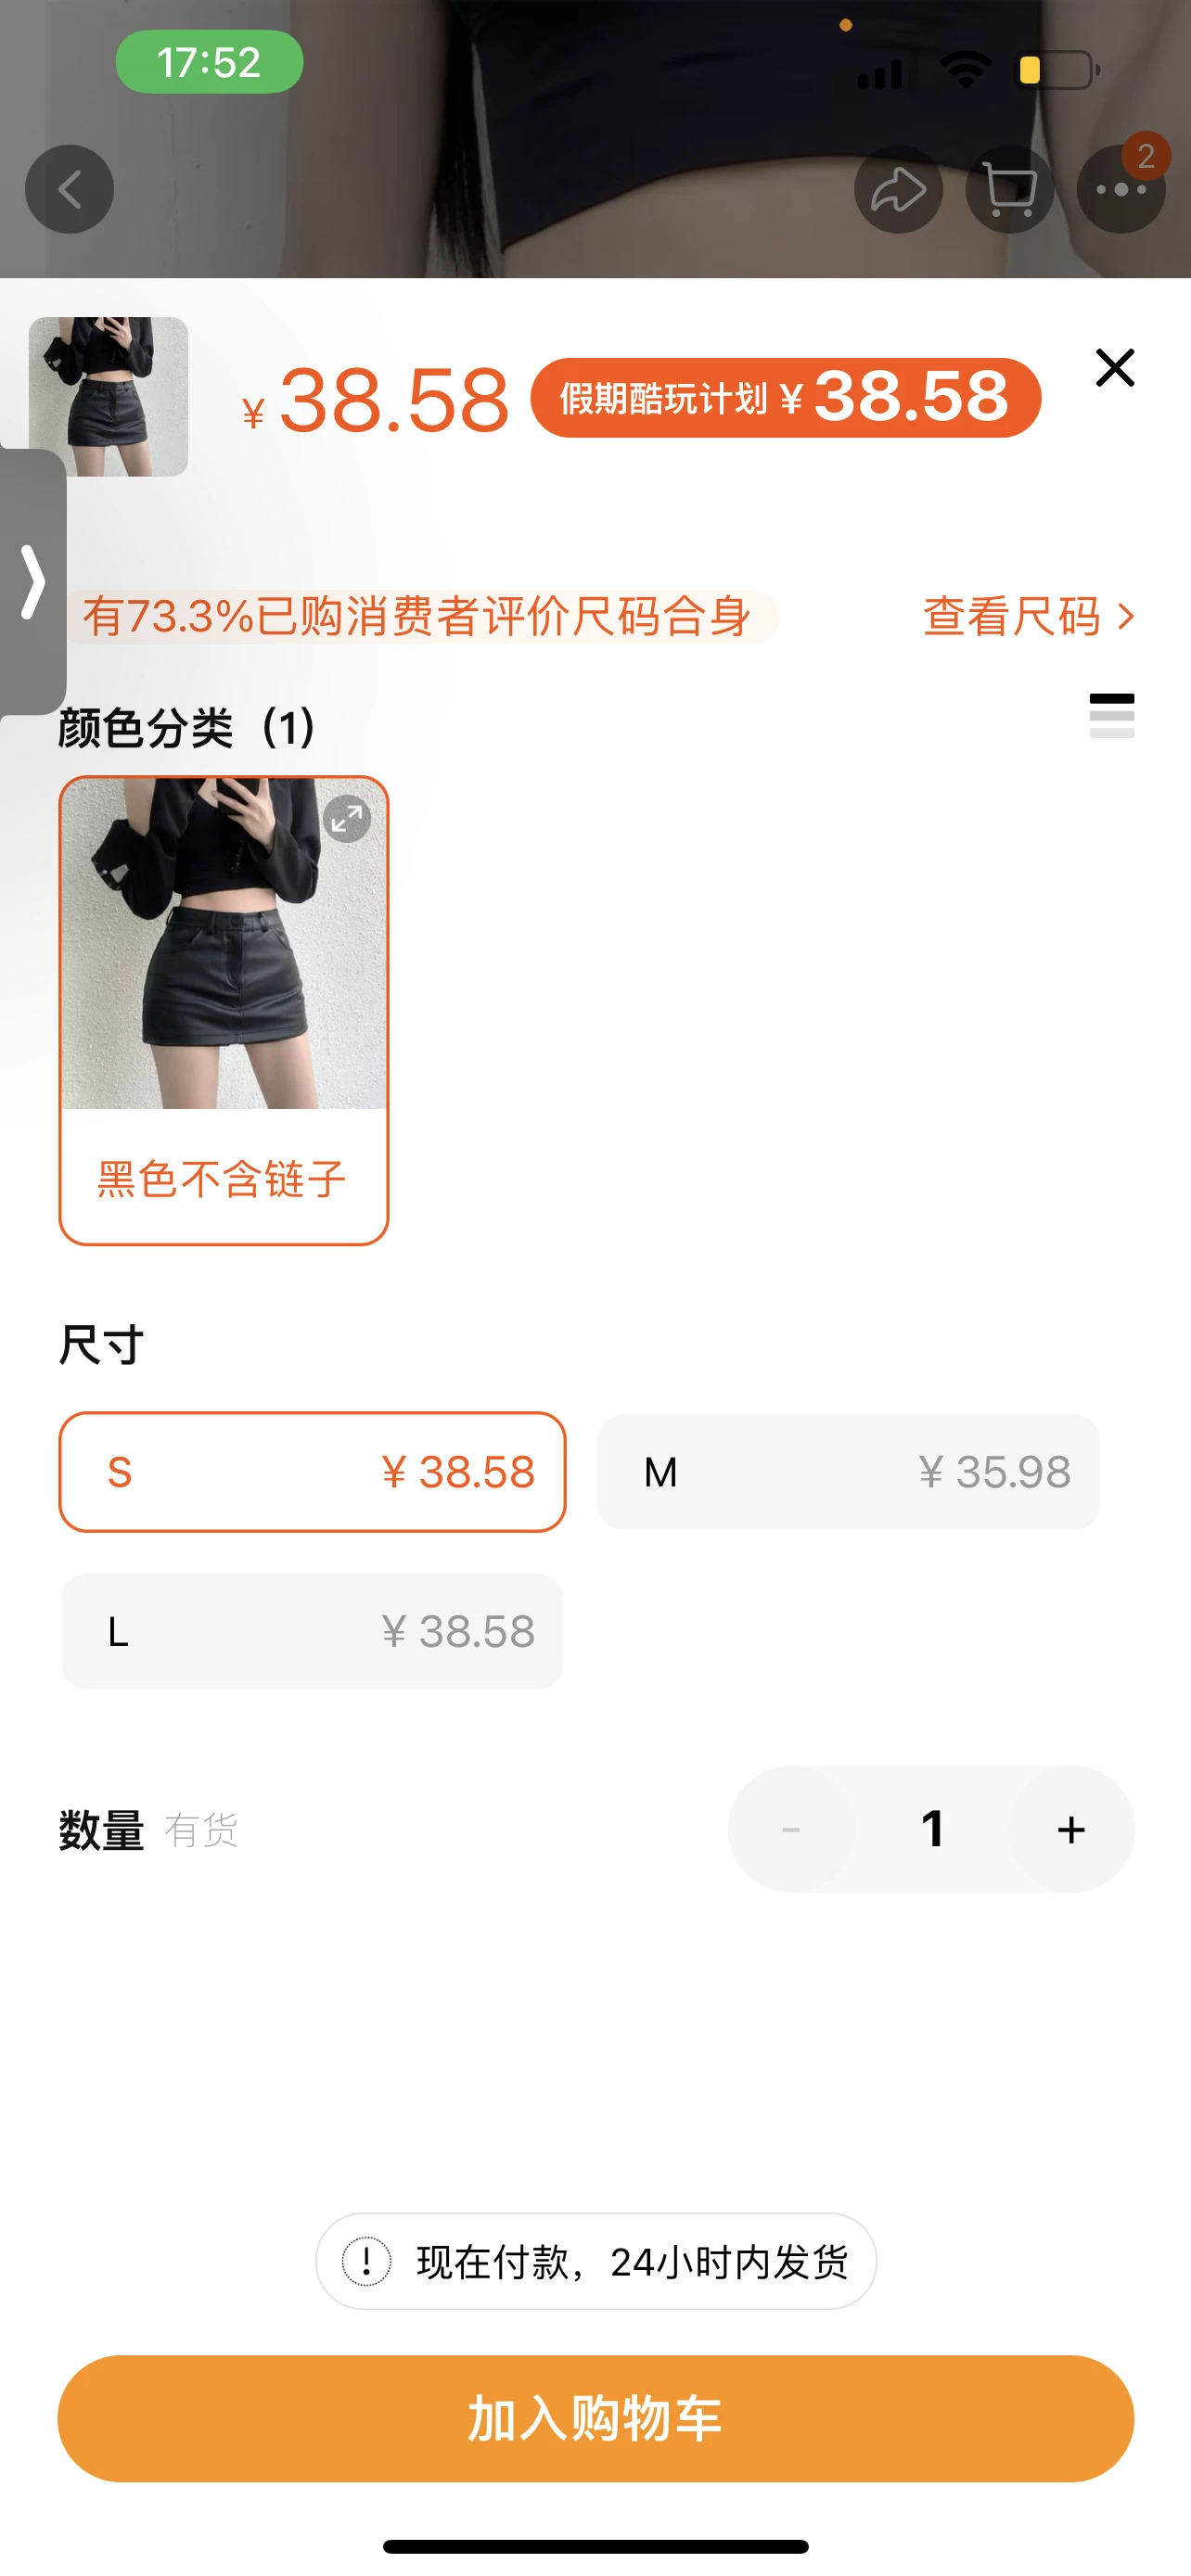 17:52
2
¥ 38.58 假期酷玩计划 ¥ 38.58
有73.3%已购消费者评价尺码合身 查看尺码
颜色分类（1）
黑色不含链子
尺寸
S ¥ 38.58 M ¥ 35.98
L ¥ 38.58
数量 有货 - 1 +
现在付款，24小时内发货
加入购物车